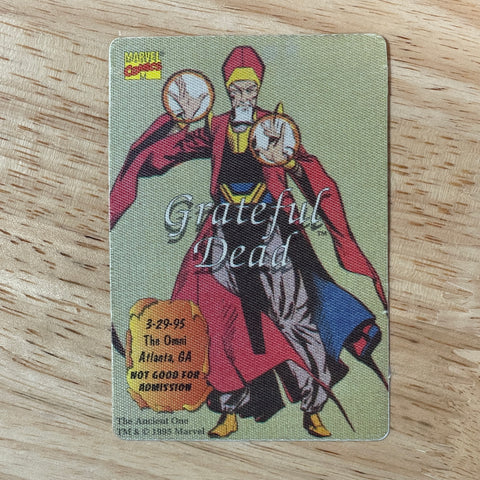 MARVEL
COMICS
M
Grateful
Dead™
3-29-95
The Omni
Atlanta, GA
NOT GOOD FOR
ADMISSION
The Ancient One
TM & © 1995 Marvel